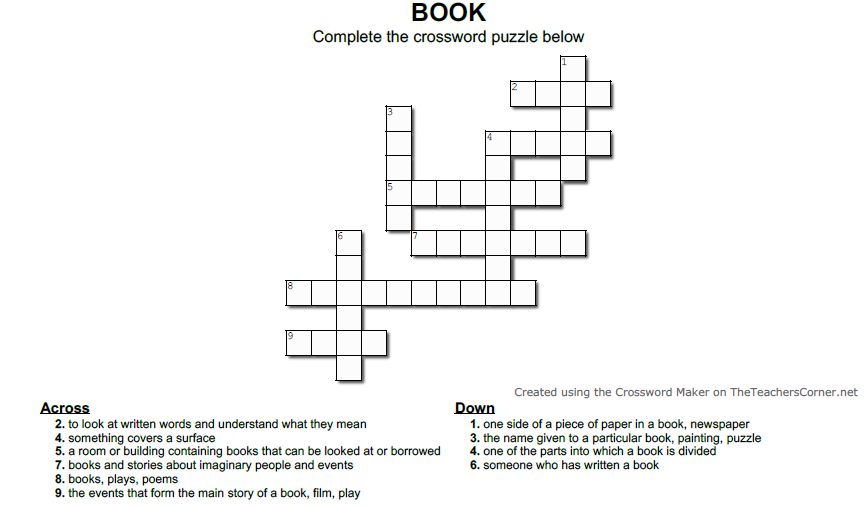 BOOK
Complete the crossword puzzle below
1
2
3
4
5
6
7
8
9
Created using the Crossword Maker on TheTeachersCorner.net
Across
2. to look at written words and understand what they mean
4. something covers a surface
5. a room or building containing books that can be looked at or borrowed
7. books and stories about imaginary people and events
8. books, plays, poems
9. the events that form the main story of a book, film, play
Down
1. one side of a piece of paper in a book, newspaper
3. the name given to a particular book, painting, puzzle
4. one of the parts into which a book is divided
6. someone who has written a book